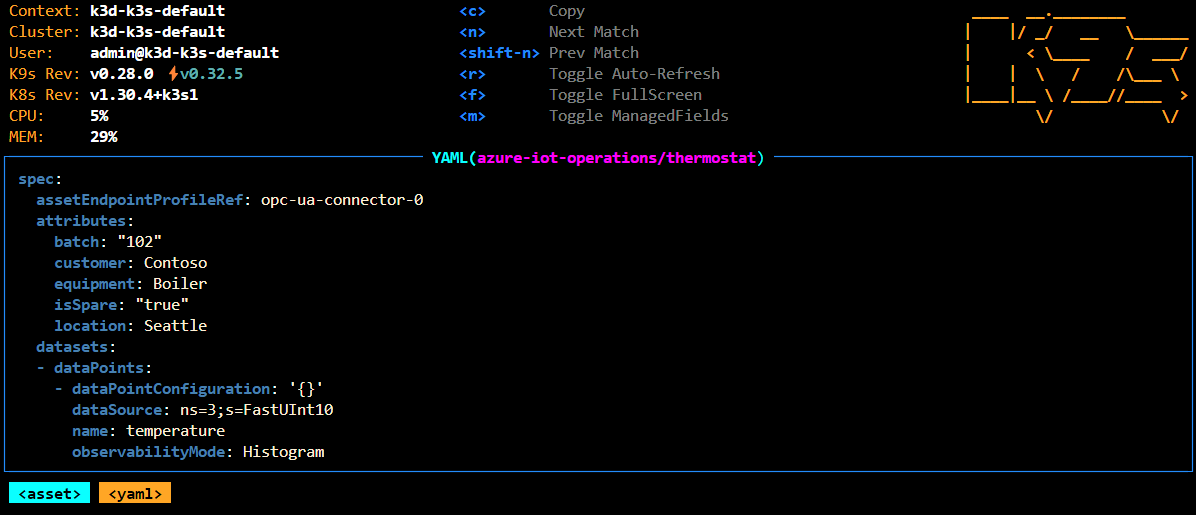 Context: k3d-k3s-default <c> Copy
Cluster: k3d-k3s-default <n> Next Match
User: admin@k3d-k3s-default <shift-n> Prev Match
K9s Rev: v0.28.0 ⚡v0.32.5 <r> Toggle Auto-Refresh
K8s Rev: v1.30.4+k3s1 <f> Toggle FullScreen
CPU: 5% <m> Toggle ManagedFields
MEM: 29%
K9s
YAML(azure-iot-operations/thermostat)
spec:
  assetEndpointProfileRef: opc-ua-connector-0
  attributes:
    batch: "102"
    customer: Contoso
    equipment: Boiler
    isSpare: "true"
    location: Seattle
  datasets:
  - dataPoints:
    - dataPointConfiguration: '{}'
      dataSource: ns=3;s=FastUInt10
      name: temperature
      observabilityMode: Histogram
<asset> <yaml>